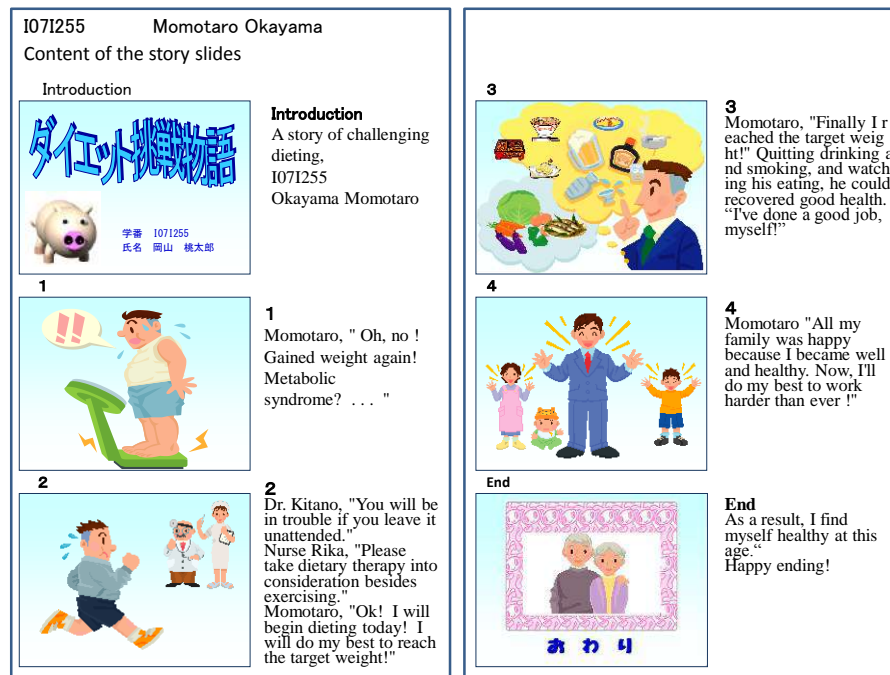 I07I255 Momotaro Okayama
Content of the story slides
Introduction
ダイエット挑戦物語
学番 I07I255
氏名 岡山 桃太郎
Introduction
A story of challenging
dieting,
I07I255
Okayama Momotaro
1
!!
1
Momotaro, " Oh, no !
Gained weight again!
Metabolic
syndrome? . . . "
2
2
Dr. Kitano, "You will be
in trouble if you leave it
unattended."
Nurse Rika, "Please
take dietary therapy into
consideration besides
exercising."
Momotaro, "Ok! I will
begin dieting today! I
will do my best to reach
the target weight!"
3
3
Momotaro, "Finally I r
eached the target weig
ht!" Quitting drinking a
nd smoking, and watch
ing his eating, he could
recovered good health.
“I've done a good job,
myself!”
4
4
Momotaro "All my
family was happy
because I became well
and healthy. Now, I'll
do my best to work
harder than ever !"
End
おわり
End
As a result, I find
myself healthy at this
age.“
Happy ending!